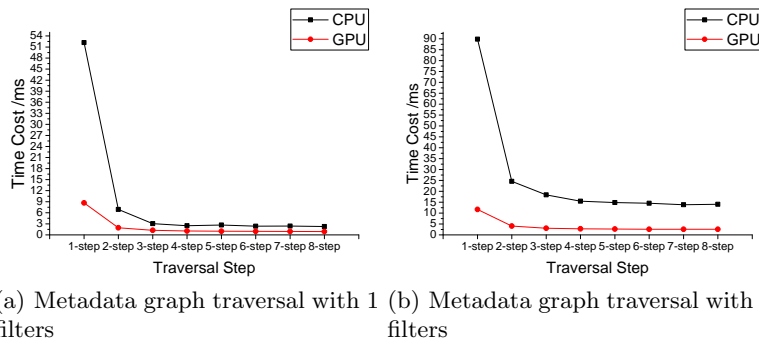 CPU
GPU
54
51
48
45
42
39
36
33
30
27
24
21
18
15
12
9
6
3
0
Time Cost /ms
1-step 2-step 3-step 4-step 5-step 6-step 7-step 8-step
Traversal Step
CPU
GPU
90
85
80
75
70
65
60
55
50
45
40
35
30
25
20
15
10
5
0
Time Cost /ms
1-step 2-step 3-step 4-step 5-step 6-step 7-step 8-step
Traversal Step
(a) Metadata graph traversal with 1
filters
(b) Metadata graph traversal with
filters